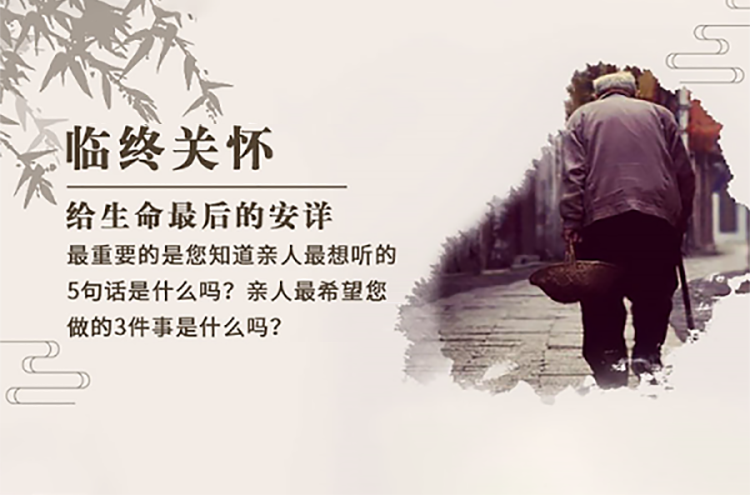 临终关怀
给生命最后的安详
最重要的是您知道亲人最想听的
5句话是什么吗？亲人最希望您
做的3件事是什么吗？